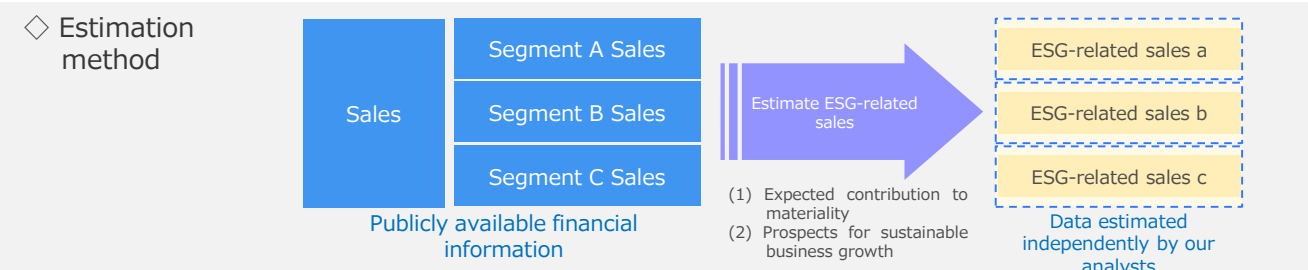 ◇ Estimation
method
Sales
Segment A Sales
Segment B Sales
Segment C Sales
Publicly available financial
information
Estimate ESG-related
sales
(1) Expected contribution to
materiality
(2) Prospects for sustainable
business growth
ESG-related sales a
ESG-related sales b
ESG-related sales c
Data estimated
independently by our
analysts